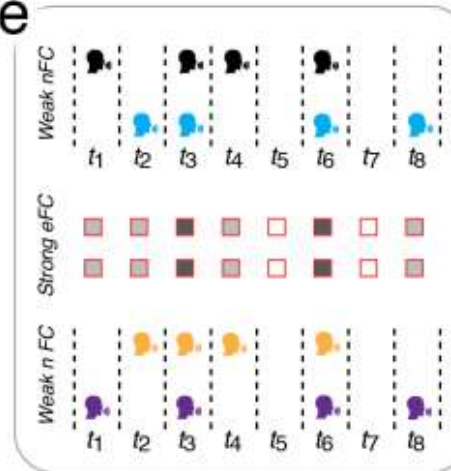 e
Weak nFC
t1 t2 t3 t4 t5 t6 t7 t8
Strong eFC
Weak n FC
t1 t2 t3 t4 t5 t6 t7 t8